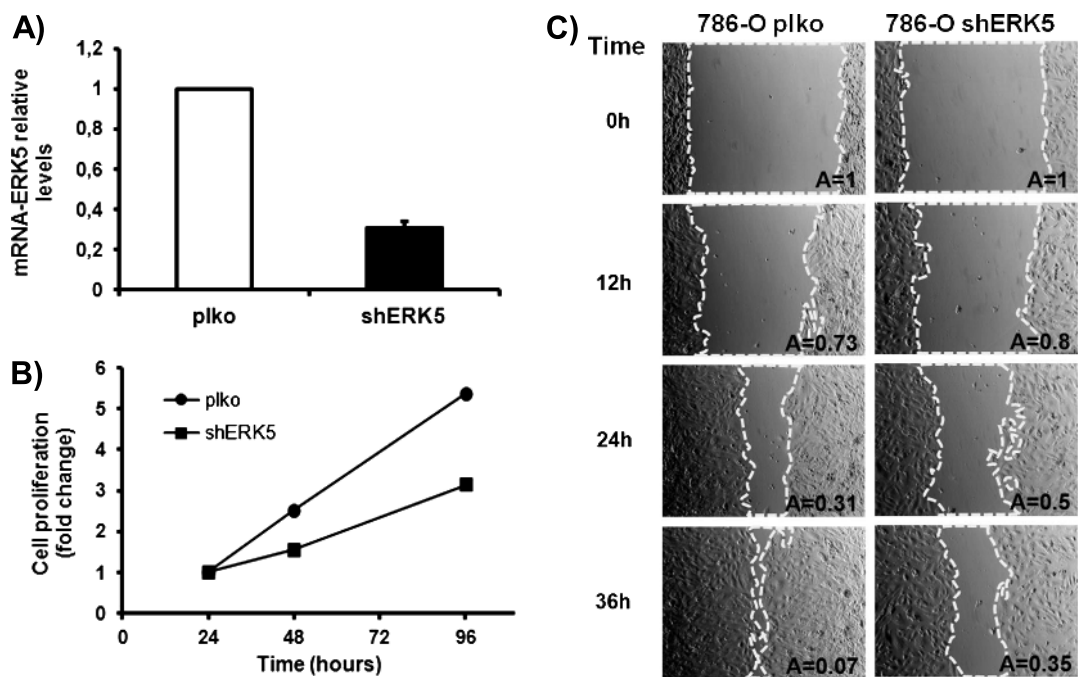 A)
mRNA-ERK5 relative
levels
1,2
1
0,8
0,6
0,4
0,2
0
plko
shERK5
B)
Cell proliferation
(fold change)
6
5
4
3
2
1
0
plko
shERK5
0
24
48
72
96
Time (hours)
C)
Time
786-O plko
786-O shERK5
0h
A=1
A=1
12h
A=0.73
A=0.8
24h
A=0.31
A=0.5
36h
A=0.07
A=0.35